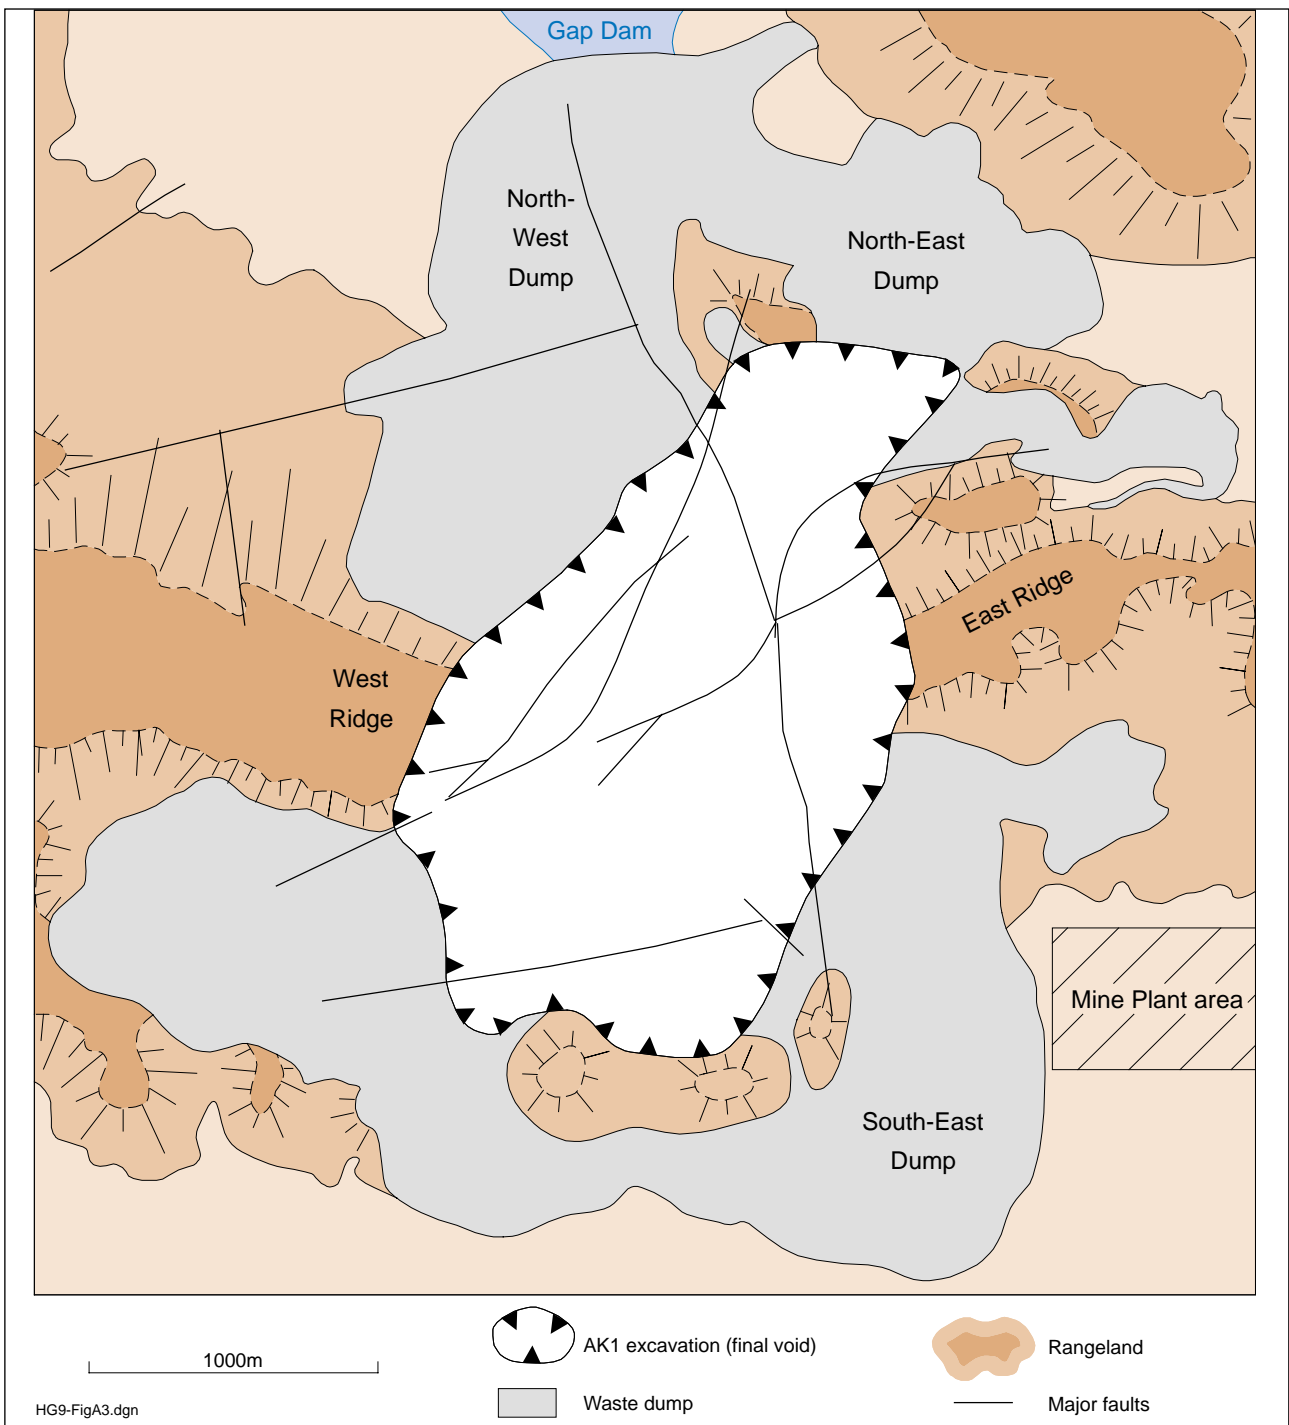 Gap Dam
North-
West
Dump
North-East
Dump
East Ridge
West
Ridge
Mine Plant area
South-East
Dump
1000m
AK1 excavation (final void)
Rangeland
Waste dump
Major faults
HG9-FigA3.dgn